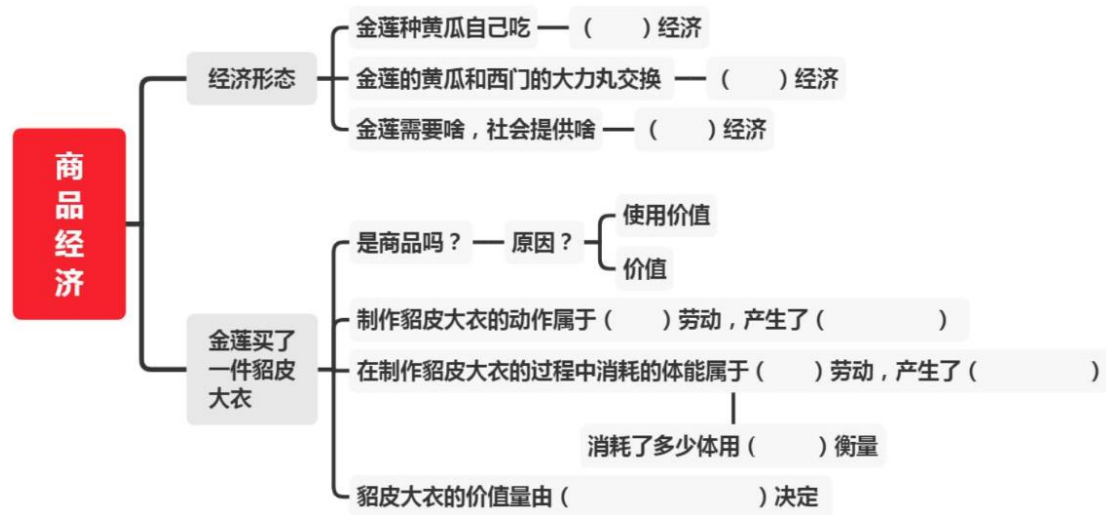 商品经济
经济形态
金莲种黄瓜自己吃
（　　）经济
金莲的黄瓜和西门的大力丸交换
（　　）经济
金莲需要啥，社会提供啥
（　　）经济
金莲买了
一件貂皮
大衣
是商品吗？
原因？
使用价值
价值
制作貂皮大衣的动作属于（　　）劳动，产生了（　　　　　）
在制作貂皮大衣的过程中消耗的体能属于（　　）劳动，产生了（　　　　　）
消耗了多少体用（　　　）衡量
貂皮大衣的价值量由（　　　　　　　　）决定